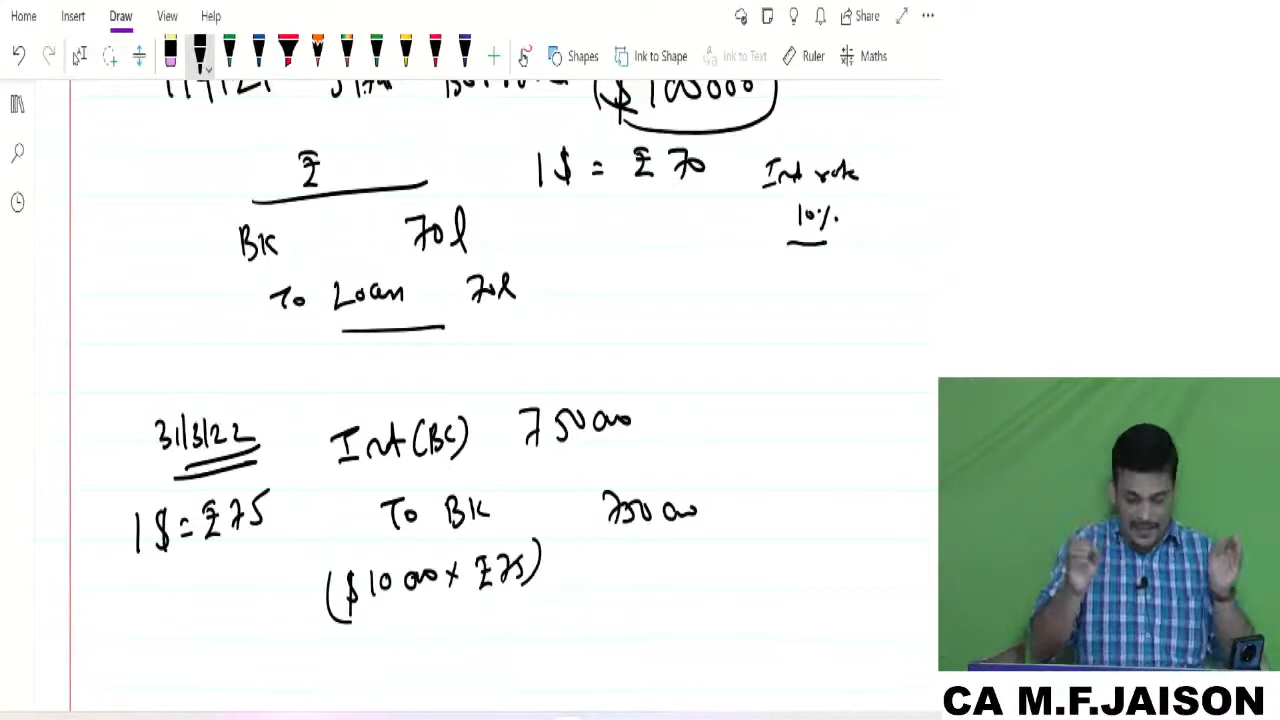 Home Insert Draw View Help Share
Shapes Ink to Shape Ink to Text Ruler Maths
($100000)
₹ 1$ = ₹ 70 Int rate
10%
BK 70l
To Loan 70l
31/3/22 Int (BC) 750000
1$ = ₹75 To BK 750000
($10000 × ₹75)
CA M.F.JAISON